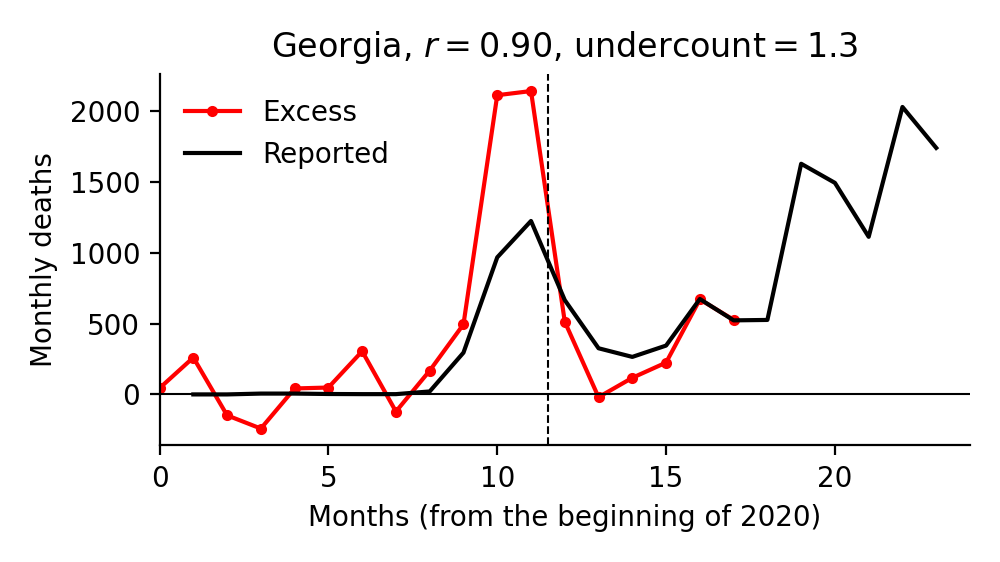 Georgia, r = 0.90, undercount = 1.3
Excess
Reported
Monthly deaths
2000
1500
1000
500
0
0 5 10 15 20
Months (from the beginning of 2020)